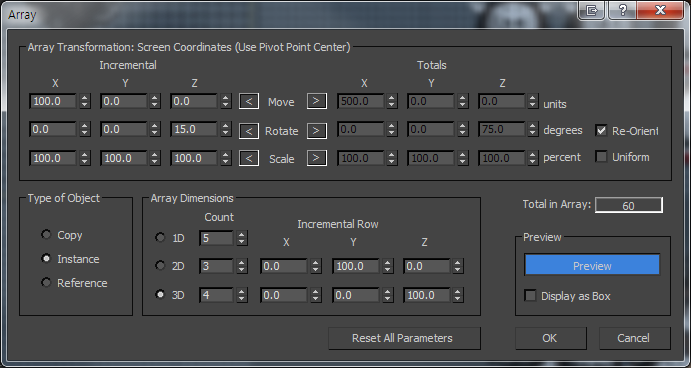 Array
?
Array Transformation: Screen Coordinates (Use Pivot Point Center)
Incremental Totals
X Y Z X Y Z
100.0 0.0 0.0 < Move > 500.0 0.0 0.0 units
0.0 0.0 15.0 < Rotate > 0.0 0.0 75.0 degrees Re-Orient
100.0 100.0 100.0 < Scale > 100.0 100.0 100.0 percent Uniform
Type of Object
Copy
Instance
Reference
Array Dimensions
Count Incremental Row
X Y Z
1D 5
2D 3 0.0 100.0 0.0
3D 4 0.0 0.0 100.0
Total in Array: 60
Preview
Preview
Display as Box
Reset All Parameters OK Cancel